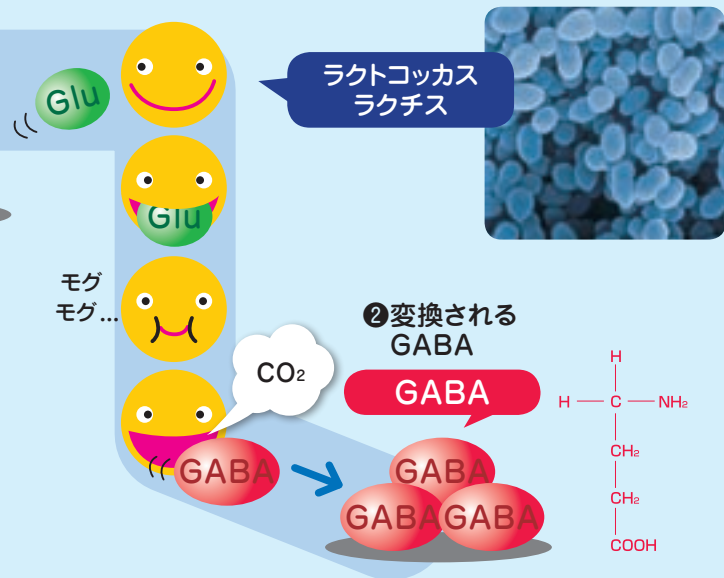 Glu
ラクトコッカス
ラクチス
Glu
モグ
モグ…
CO₂
❷変換される
GABA
GABA
GABA
GABA
GABA
GABA
H
H C NH₂
CH₂
CH₂
COOH